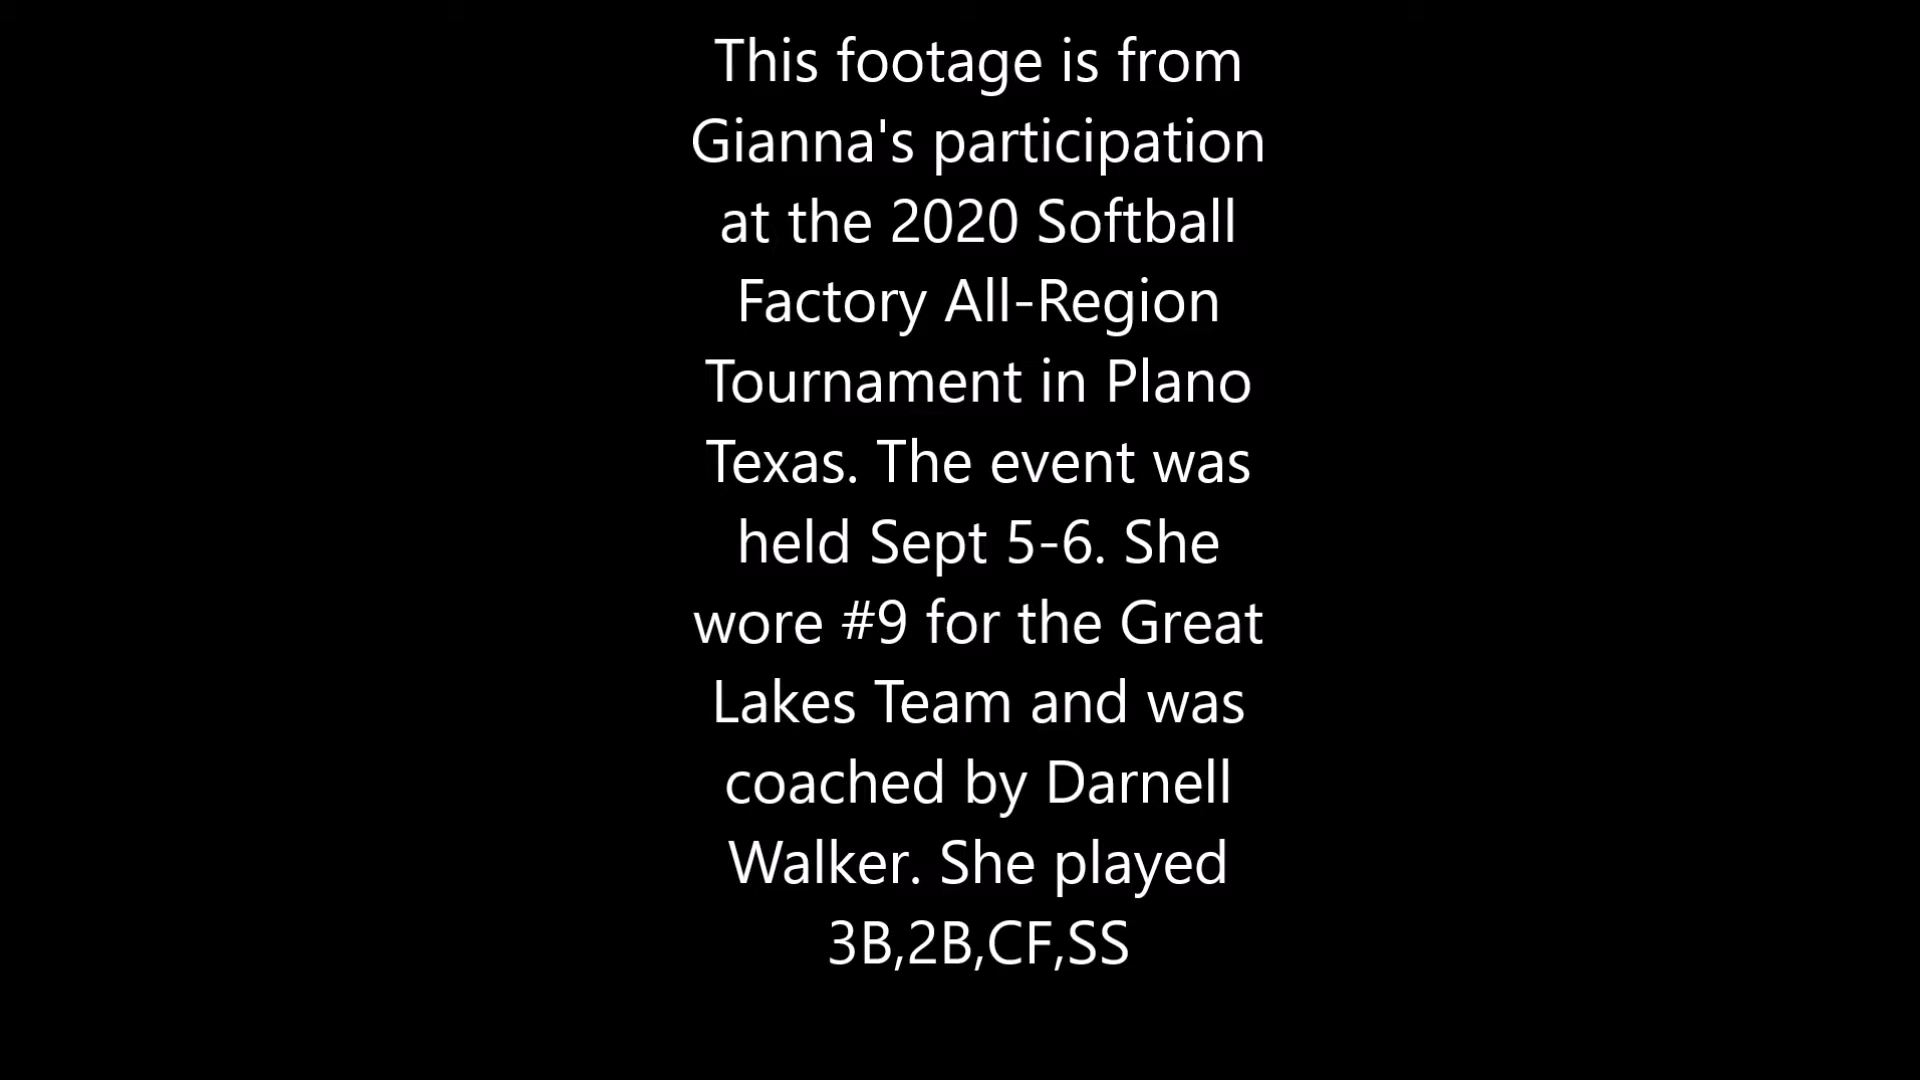 This footage is from
Gianna's participation
at the 2020 Softball
Factory All-Region
Tournament in Plano
Texas. The event was
held Sept 5-6. She
wore #9 for the Great
Lakes Team and was
coached by Darnell
Walker. She played
3B,2B,CF,SS